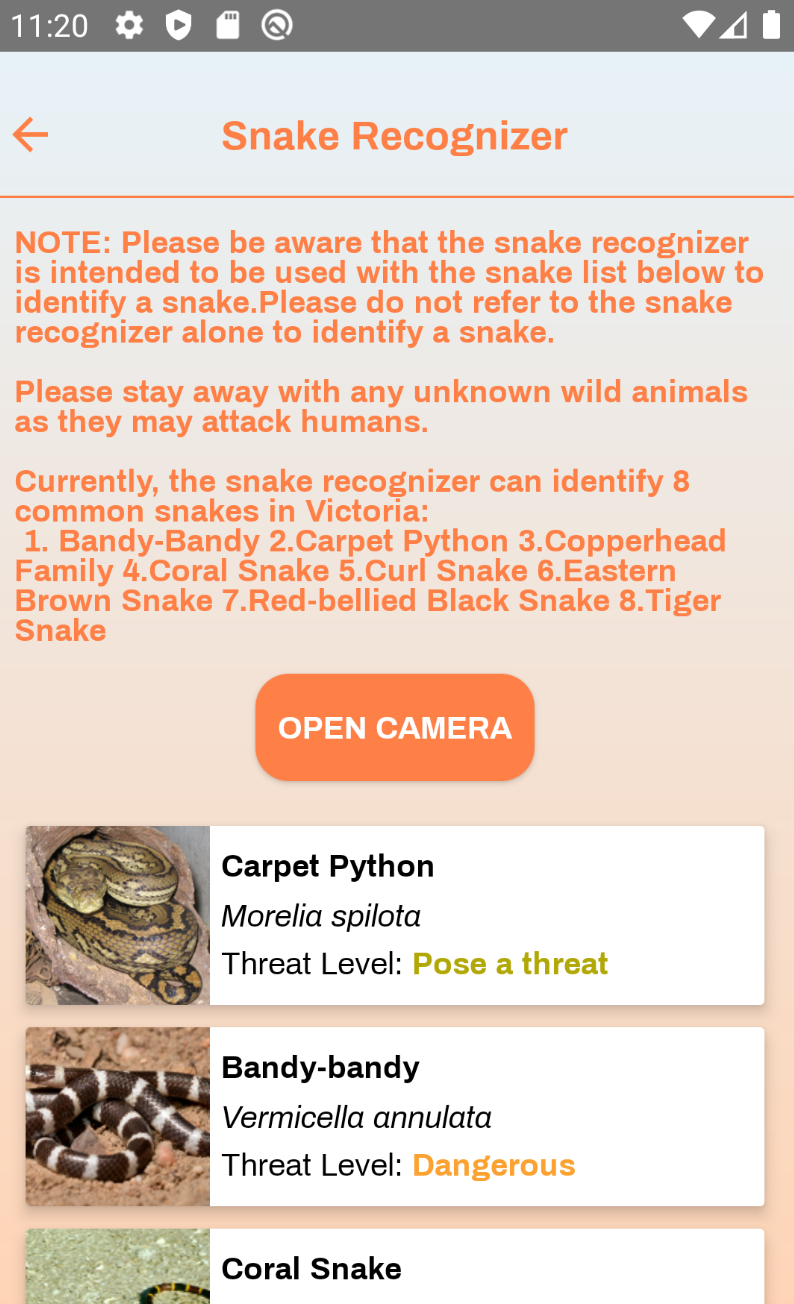 11:20
Snake Recognizer
NOTE: Please be aware that the snake recognizer
is intended to be used with the snake list below to
identify a snake.Please do not refer to the snake
recognizer alone to identify a snake.
Please stay away with any unknown wild animals
as they may attack humans.
Currently, the snake recognizer can identify 8
common snakes in Victoria:
1. Bandy-Bandy 2.Carpet Python 3.Copperhead
Family 4.Coral Snake 5.Curl Snake 6.Eastern
Brown Snake 7.Red-bellied Black Snake 8.Tiger
Snake
OPEN CAMERA
Carpet Python
Morelia spilota
Threat Level: Pose a threat
Bandy-bandy
Vermicella annulata
Threat Level: Dangerous
Coral Snake